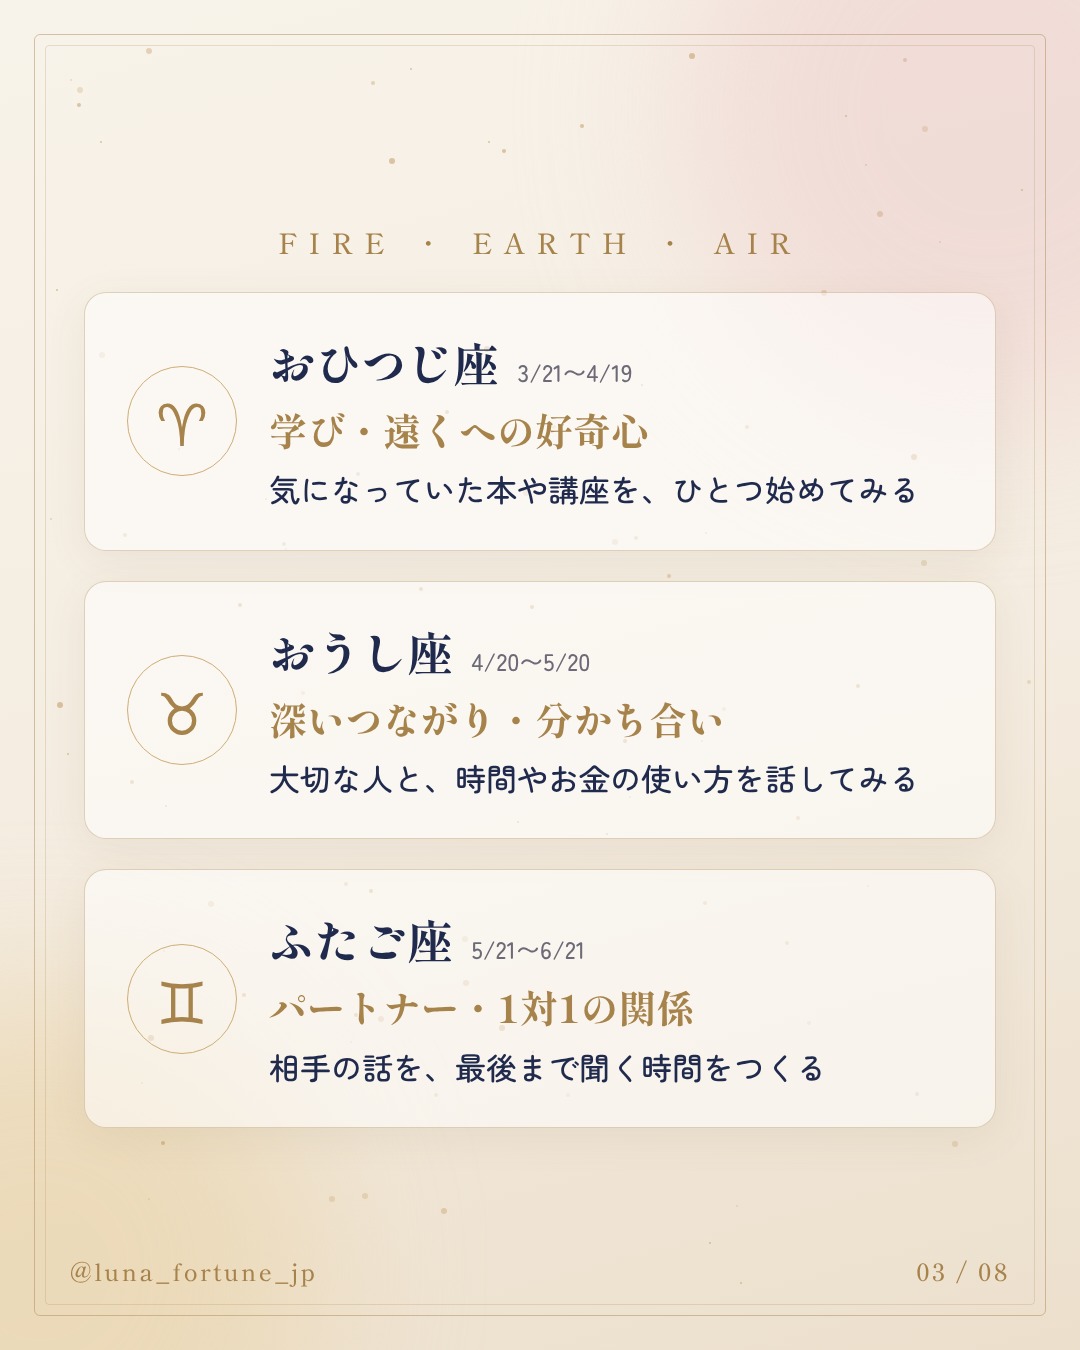 FIRE ・ EARTH ・ AIR
♈
おひつじ座 3/21〜4/19
学び・遠くへの好奇心
気になっていた本や講座を、ひとつ始めてみる
♉
おうし座 4/20〜5/20
深いつながり・分かち合い
大切な人と、時間やお金の使い方を話してみる
♊
ふたご座 5/21〜6/21
パートナー・1対1の関係
相手の話を、最後まで聞く時間をつくる
@luna_fortune_jp
03 / 08